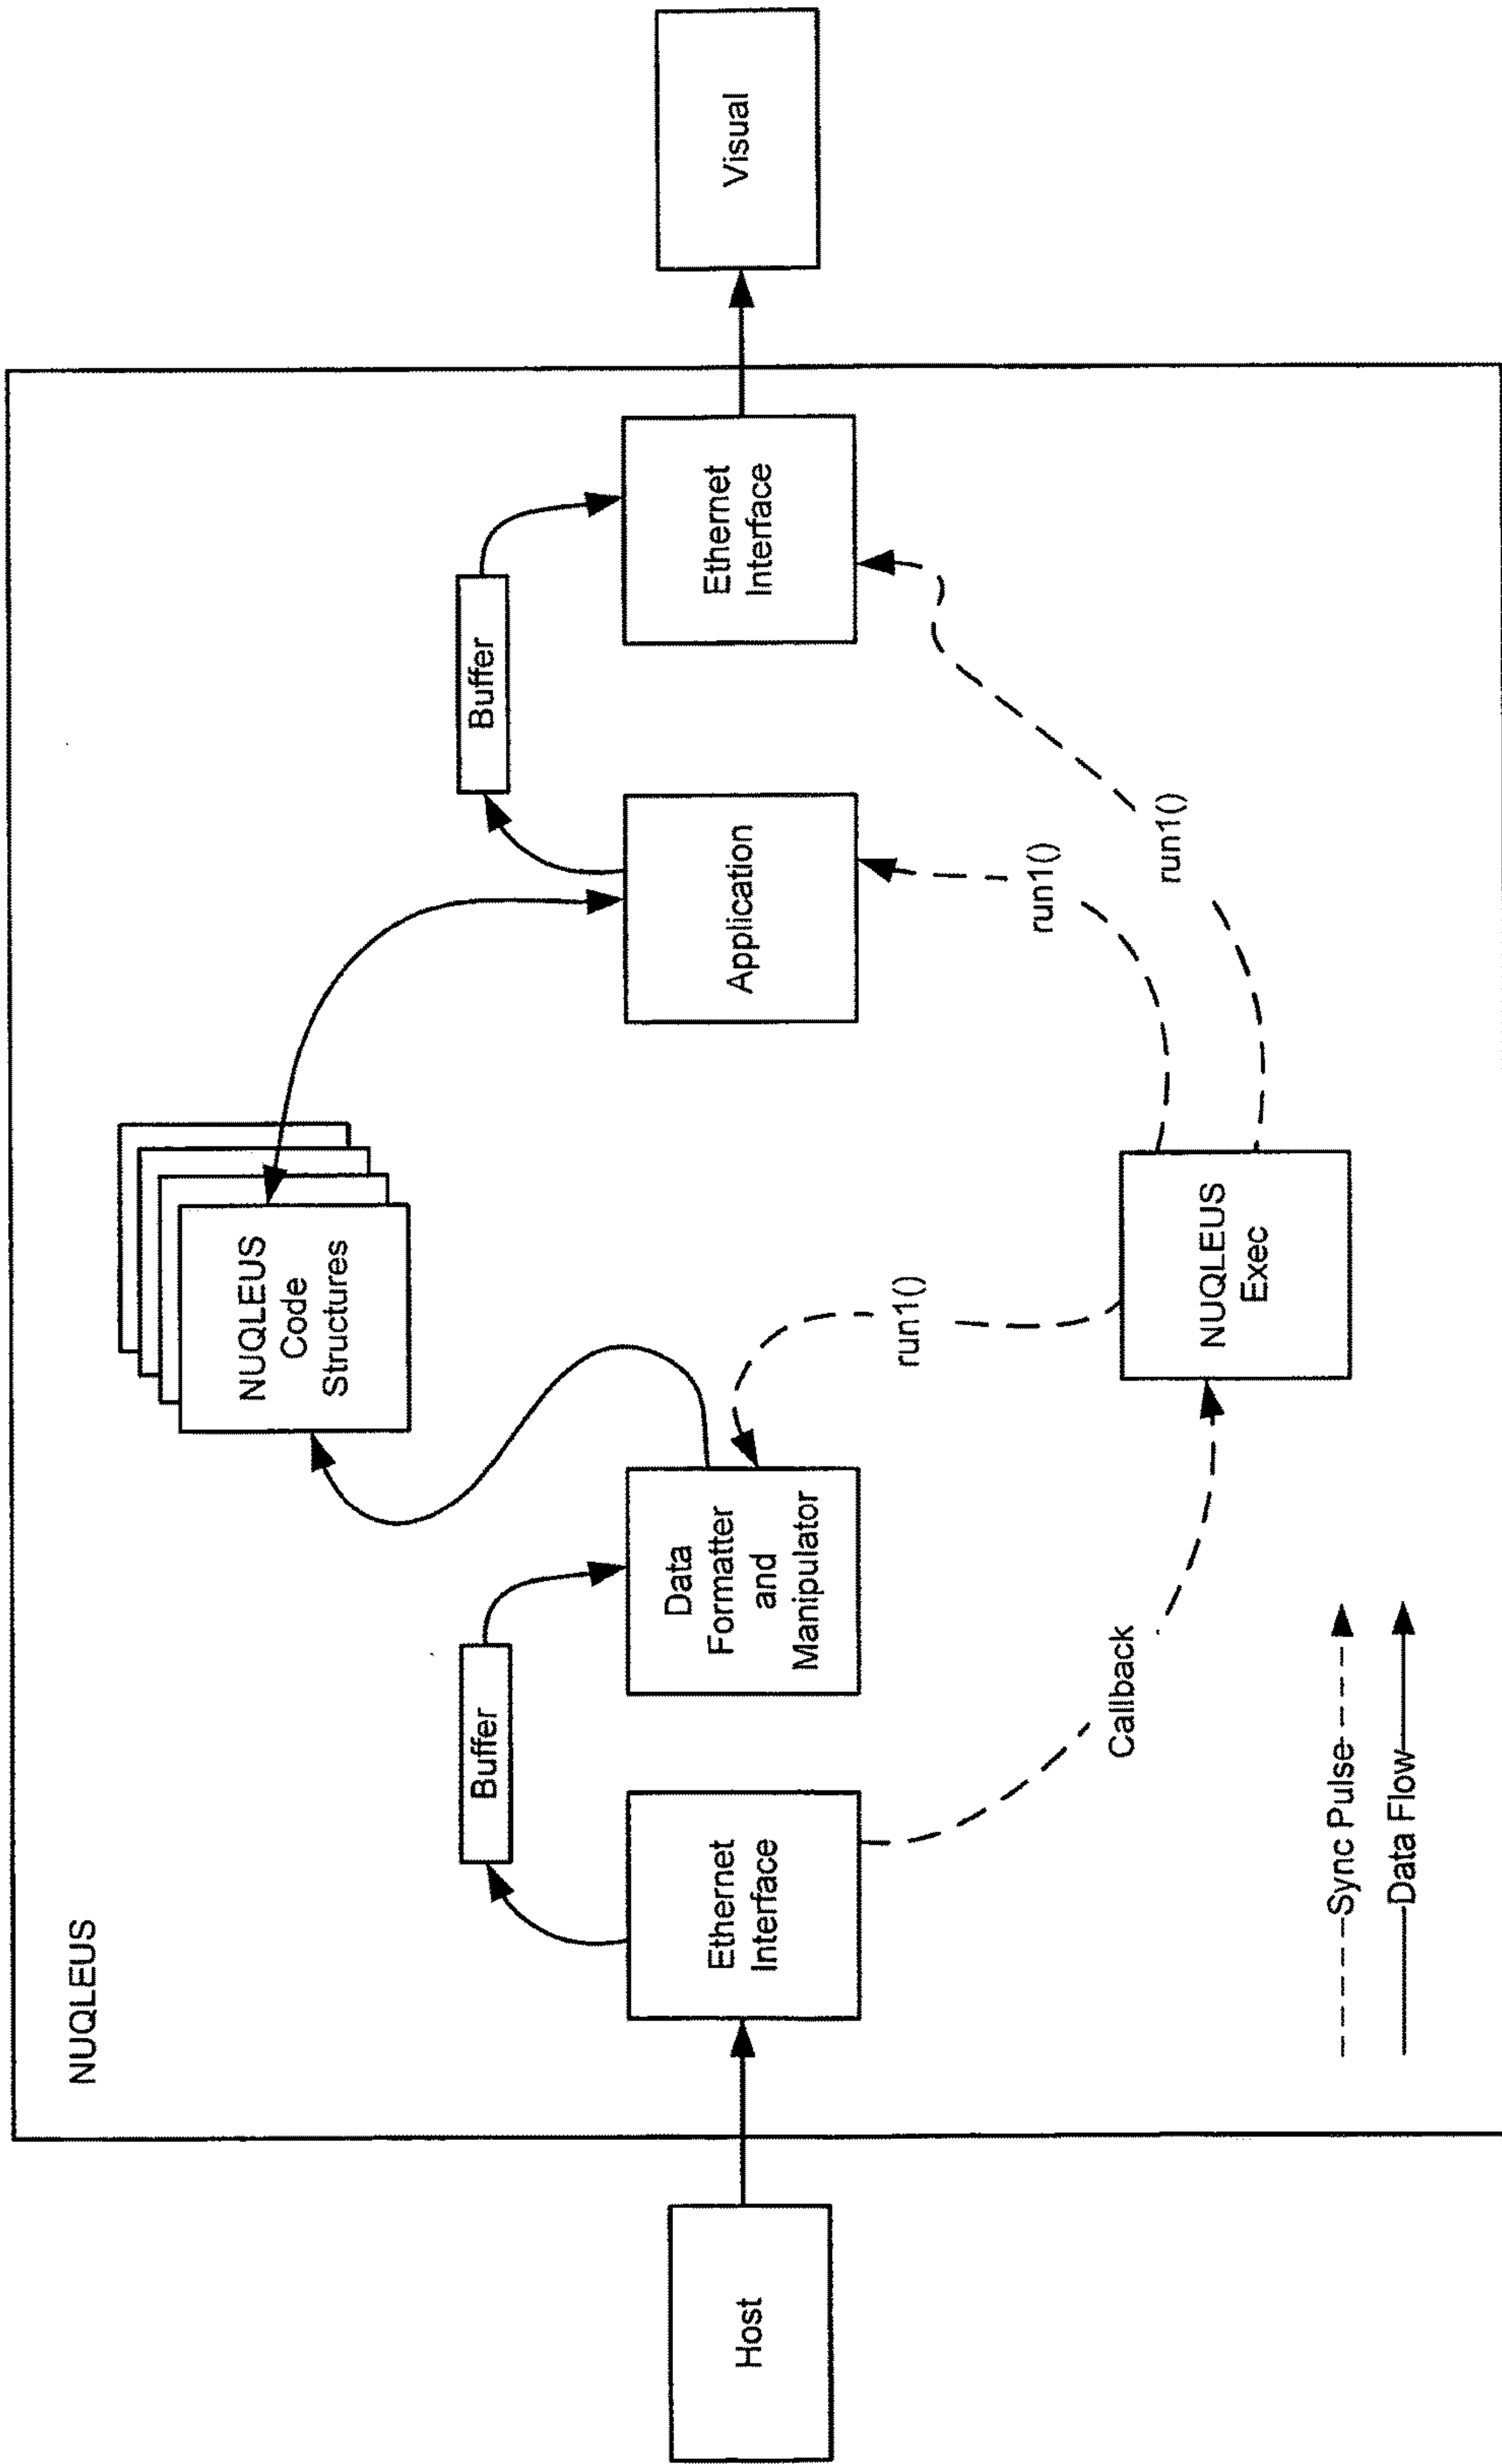 NUQLEUS
Host
Ethernet
Interface
Buffer
Data
Formatter
and
Manipulator
NUQLEUS
Code
Structures
Application
Buffer
Ethernet
Interface
Visual
Callback
NUQLEUS
Exec
run1()
run1()
run1()
Sync Pulse
Data Flow